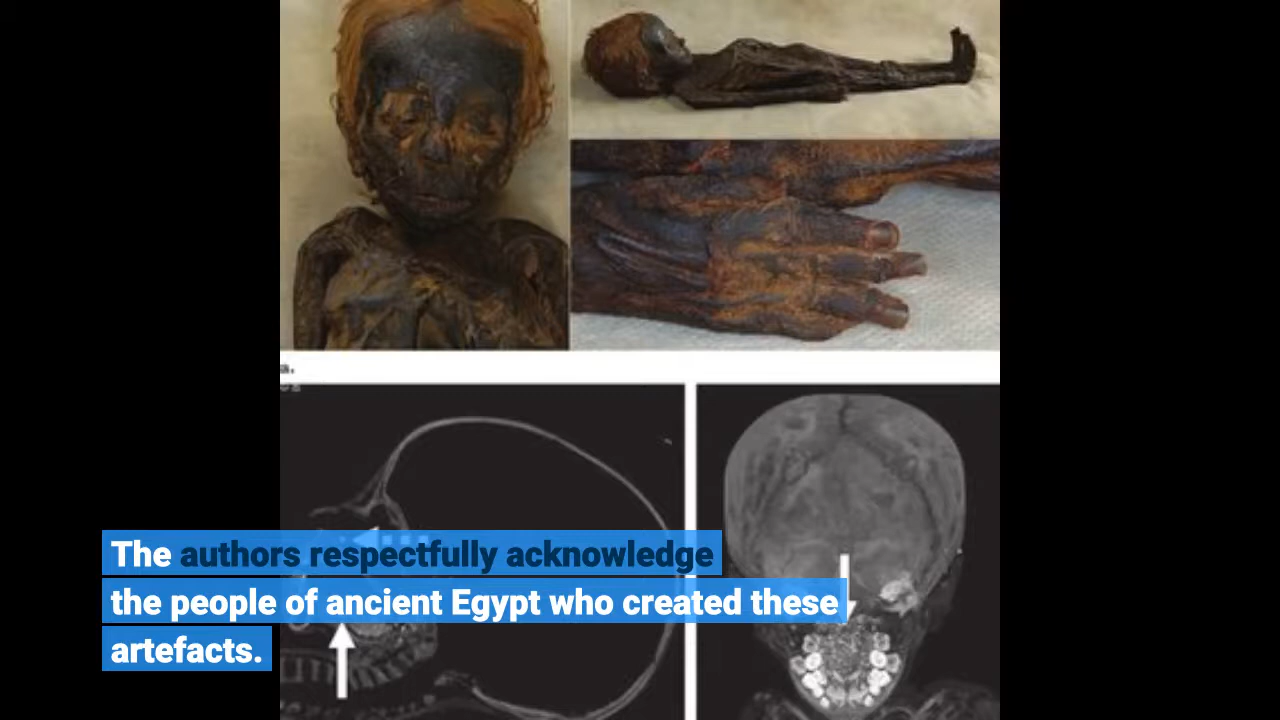 The authors respectfully acknowledge
the people of ancient Egypt who created these
artefacts.